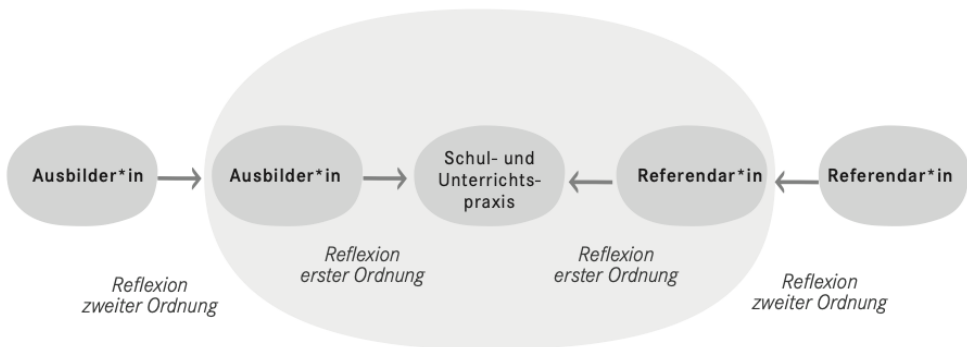 Ausbilder*in
Ausbilder*in
Schul- und
Unterrichts-
praxis
Referendar*in
Referendar*in
Reflexion
erster Ordnung
Reflexion
erster Ordnung
Reflexion
zweiter Ordnung
Reflexion
zweiter Ordnung